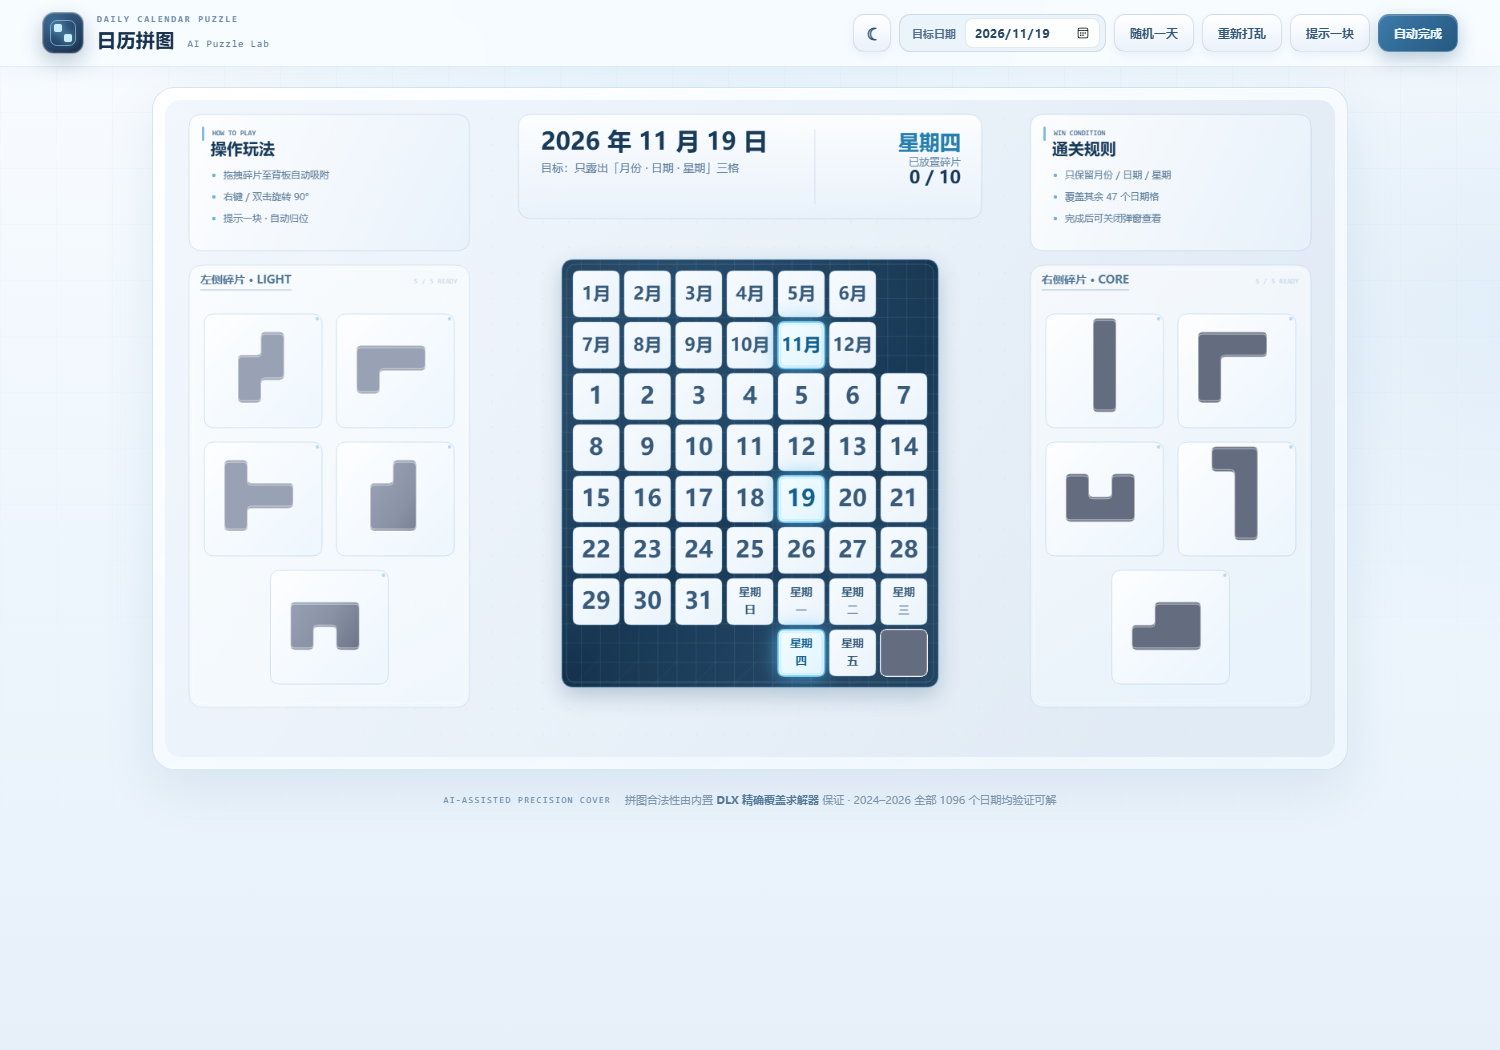 DAILY CALENDAR PUZZLE
日历拼图 AI Puzzle Lab
目标日期 2026/11/19 随机一天 重新打乱 提示一块 自动完成
HOW TO PLAY
操作玩法
拖拽碎片至背板自动吸附
右键 / 双击旋转 90°
提示一块 · 自动归位
2026 年 11 月 19 日
目标：只露出「月份 · 日期 · 星期」三格
星期四
已放置碎片
0 / 10
WIN CONDITION
通关规则
只保留月份 / 日期 / 星期
覆盖其余 47 个日期格
完成后可关闭弹窗查看
左侧碎片 • LIGHT
5 / 5 READY
1月 2月 3月 4月 5月 6月
7月 8月 9月 10月 11月 12月
1 2 3 4 5 6 7
8 9 10 11 12 13 14
15 16 17 18 19 20 21
22 23 24 25 26 27 28
29 30 31 星期日 星期一 星期二 星期三
星期四 星期五
右侧碎片 • CORE
5 / 5 READY
AI-ASSISTED PRECISION COVER 拼图合法性由内置 DLX 精确覆盖求解器 保证 · 2024–2026 全部 1096 个日期均验证可解